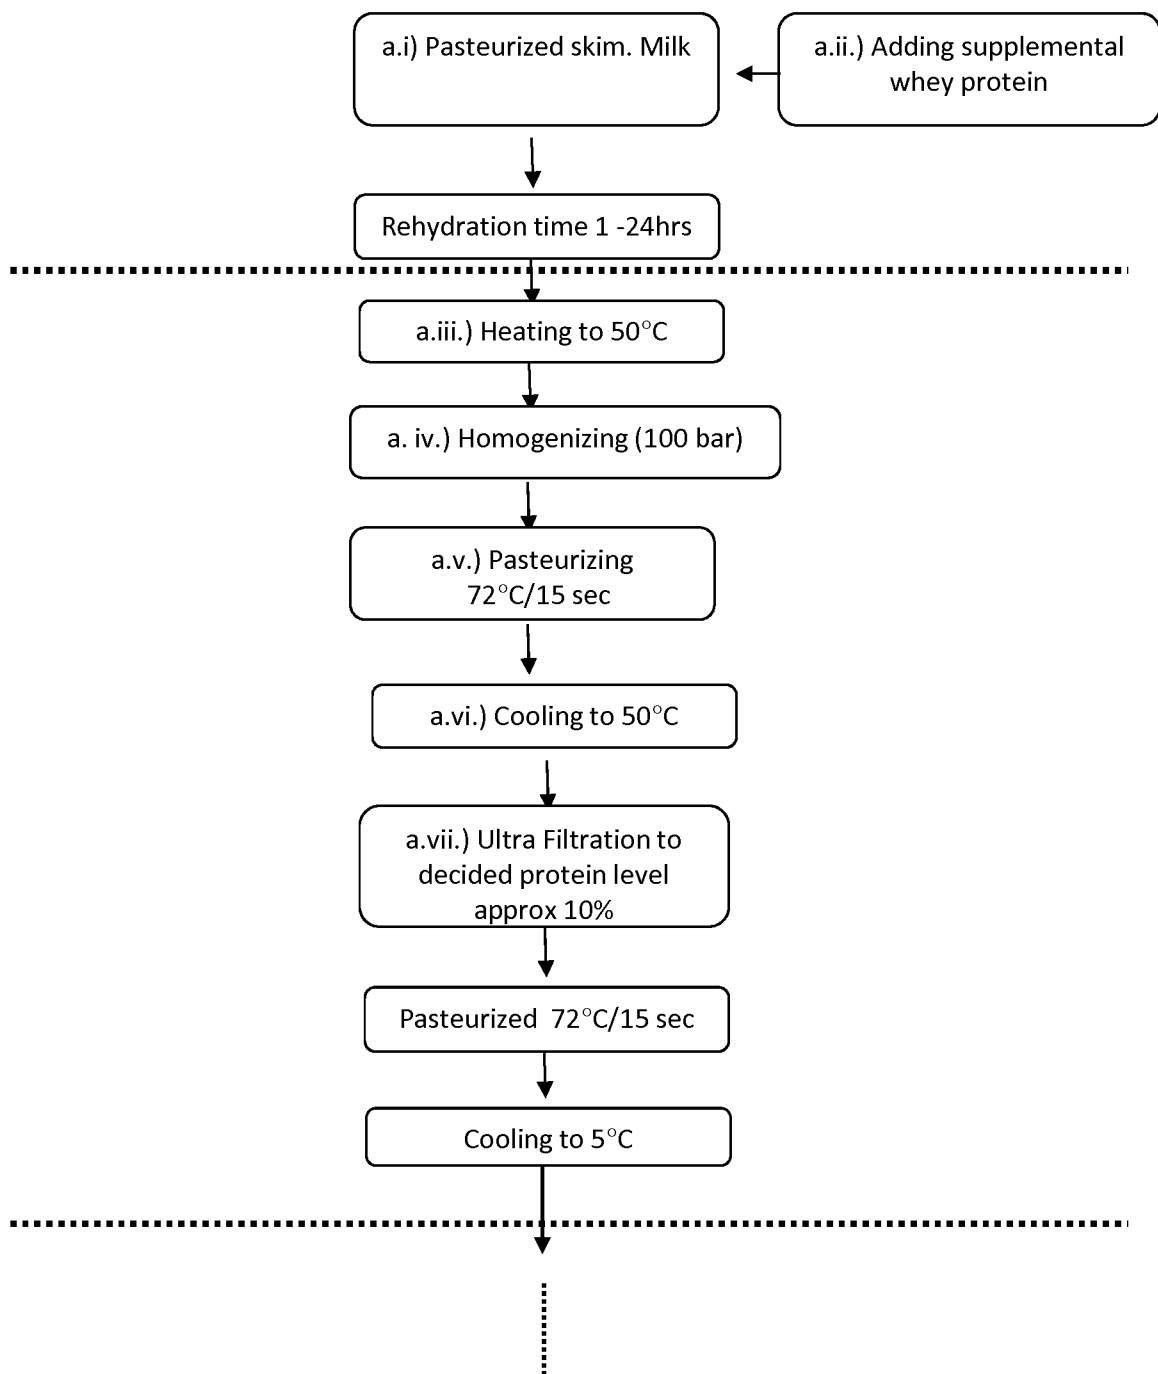 a.i) Pasteurized skim. Milk
a.ii.) Adding supplemental
whey protein
Rehydration time 1 -24hrs
a.iii.) Heating to 50°C
a. iv.) Homogenizing (100 bar)
a.v.) Pasteurizing
72°C/15 sec
a.vi.) Cooling to 50°C
a.vii.) Ultra Filtration to
decided protein level
approx 10%
Pasteurized  72°C/15 sec
Cooling to 5°C